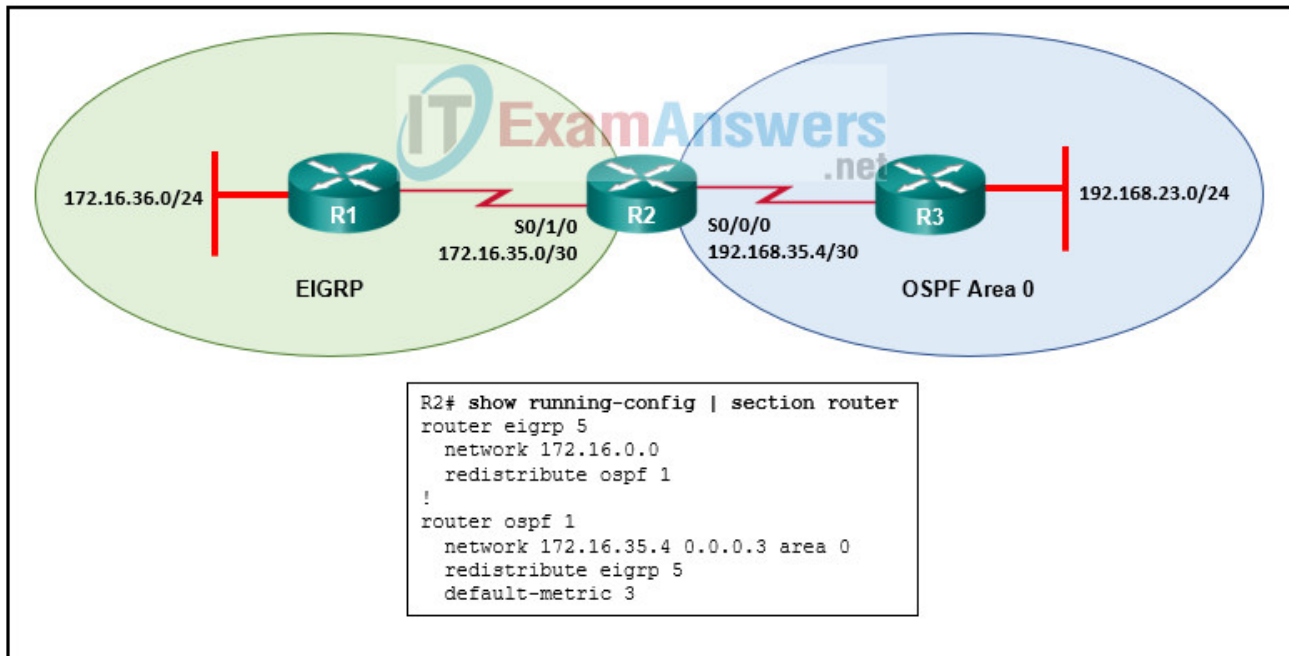 ITExamAnswers
.net
172.16.36.0/24
R1
S0/1/0
172.16.35.0/30
R2
S0/0/0
192.168.35.4/30
R3
192.168.23.0/24
EIGRP
OSPF Area 0
R2# show running-config | section router
router eigrp 5
network 172.16.0.0
redistribute ospf 1
!
router ospf 1
network 172.16.35.4 0.0.0.3 area 0
redistribute eigrp 5
default-metric 3